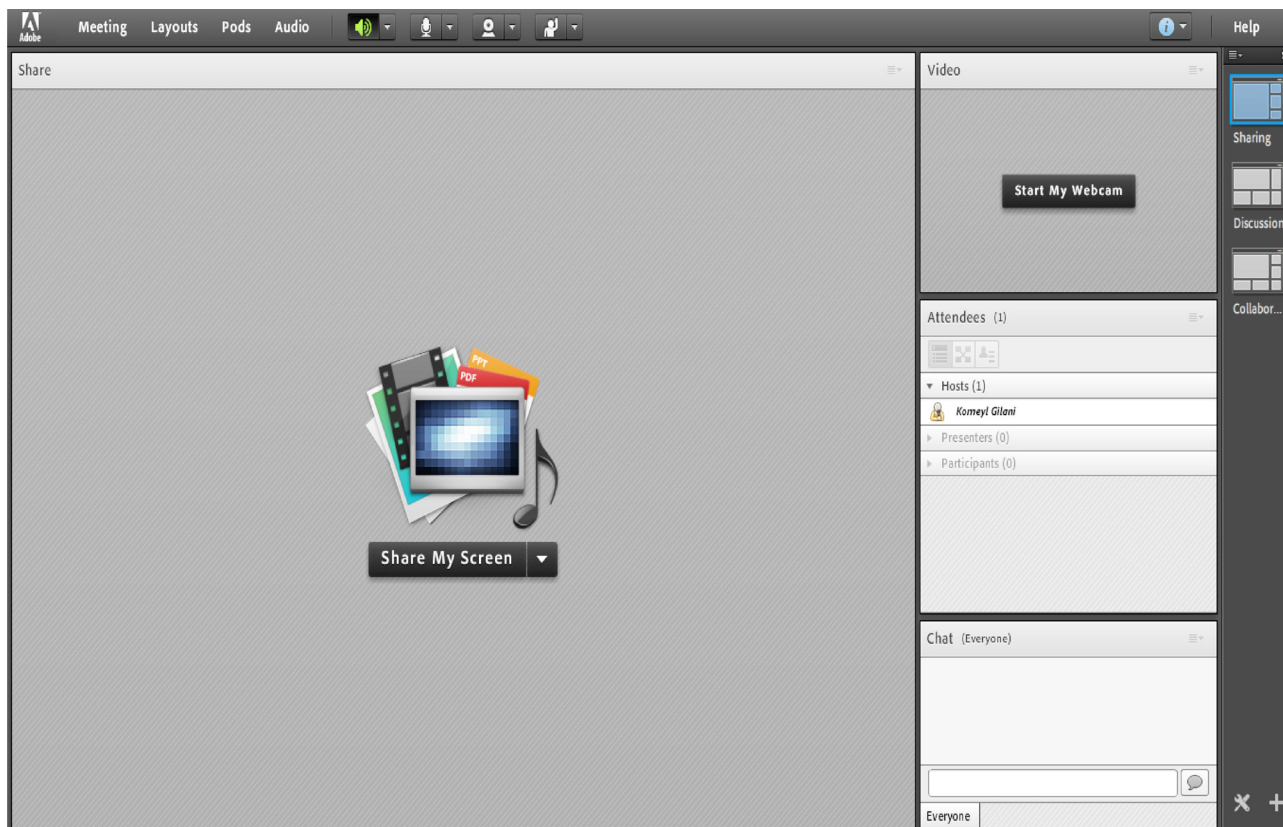 Adobe
Meeting Layouts Pods Audio
Help
Share
Video
Start My Webcam
Sharing
Discussion
Collabor...
Attendees (1)
Hosts (1)
Komeyl Gilani
Presenters (0)
Participants (0)
PPT
PDF
Share My Screen
Chat (Everyone)
Everyone